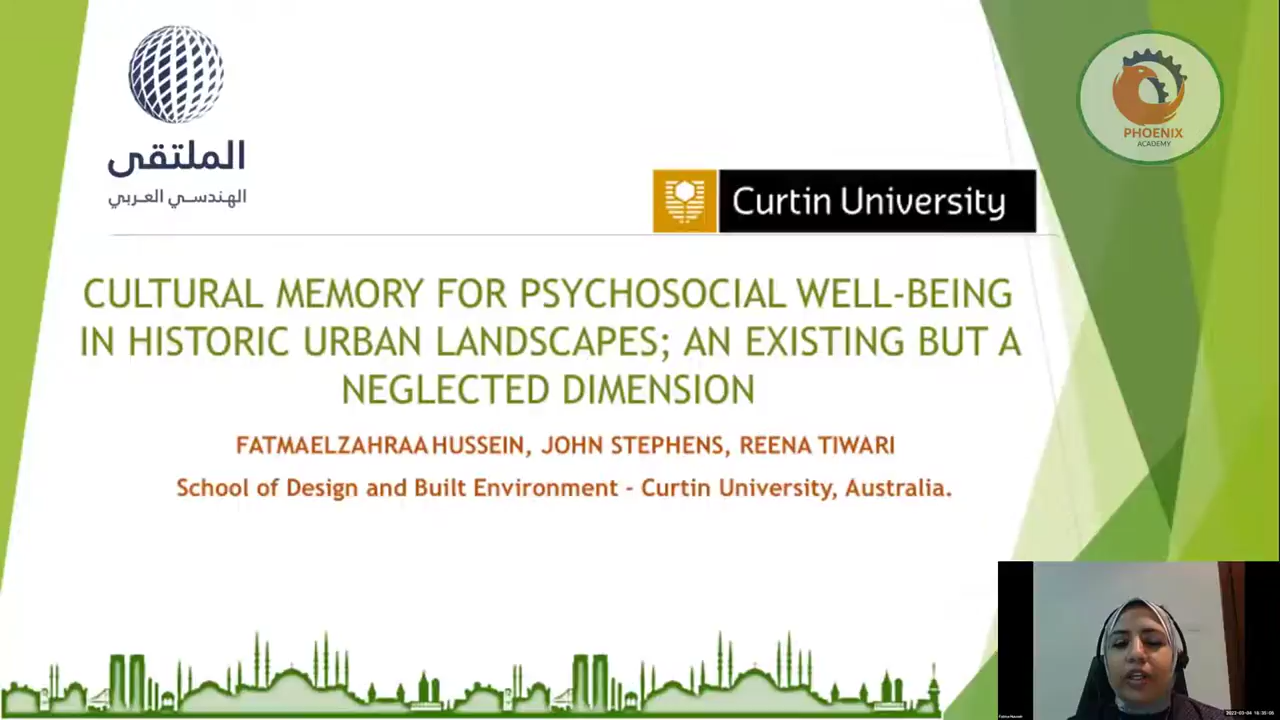 الملتقى
الهندسي العربي
PHOENIX
ACADEMY
Curtin University
CULTURAL MEMORY FOR PSYCHOSOCIAL WELL-BEING
IN HISTORIC URBAN LANDSCAPES; AN EXISTING BUT A
NEGLECTED DIMENSION
FATMAELZAHRAA HUSSEIN, JOHN STEPHENS, REENA TIWARI
School of Design and Built Environment - Curtin University, Australia.